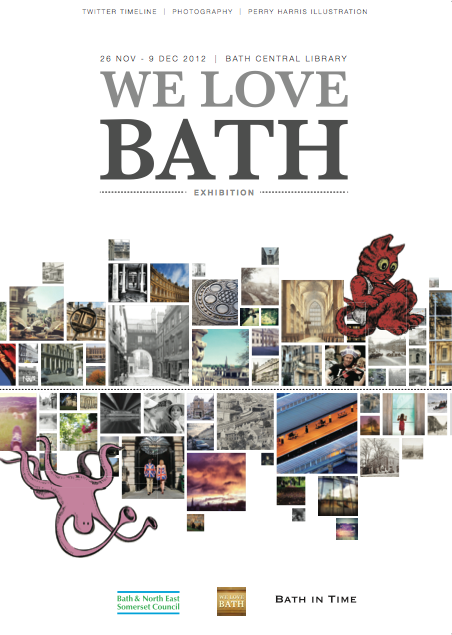 TWITTER TIMELINE | PHOTOGRAPHY | PERRY HARRIS ILLUSTRATION
26 NOV - 9 DEC 2012 | BATH CENTRAL LIBRARY
WE LOVE
BATH
EXHIBITION
Bath & North East
Somerset Council
WE LOVE
BATH
BATH IN TIME